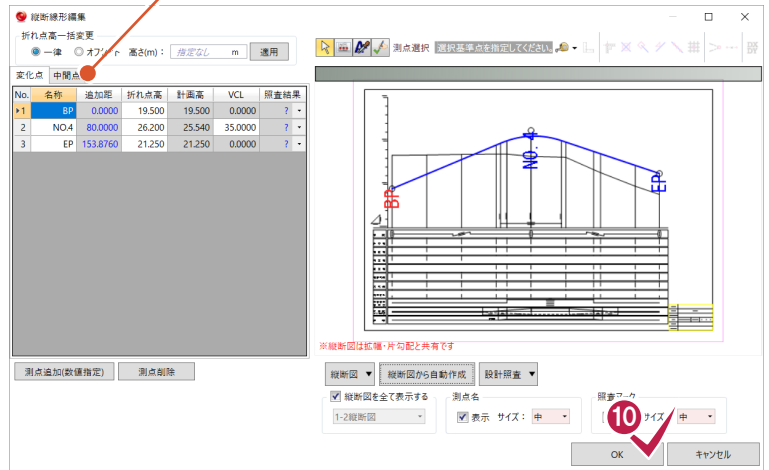 縦断線形編集
折れ点高一括変更
一律 オフセット 高さ(m)： 指定なし m 適用
測点選択 選択基準点を指定してください。
変化点 中間点
No. 名称 追加距 折れ点高 計画高 VCL 照査結果
1 BP 0.0000 19.500 19.500 0.0000 ?
2 NO.4 80.0000 26.200 25.540 35.0000 ?
3 EP 153.8760 21.250 21.250 0.0000 ?
BP
NO.4
EP
※縦断図は拡幅・片勾配と共有です
測点追加(数値指定) 測点削除
縦断図 ▼ 縦断図から自動作成 設計照査 ▼
縦断図を全て表示する
1-2縦断図
測点名
表示 サイズ： 中
照査マーク
サイズ 中
10
OK キャンセル